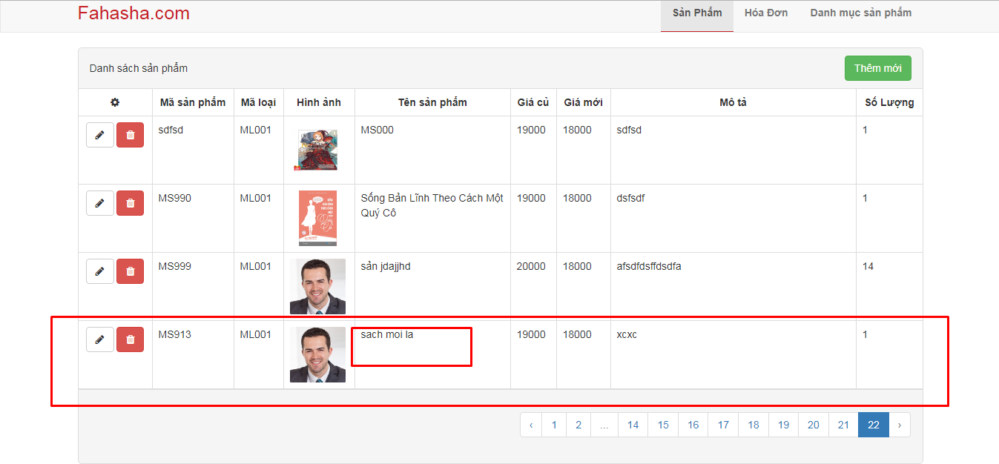 Fahasha.com
Sản Phẩm Hóa Đơn Danh mục sản phẩm
Danh sách sản phẩm Thêm mới
Mã sản phẩm Mã loại Hình ảnh Tên sản phẩm Giá củ Giá mới Mô tả Số Lượng
sdfsd ML001 MS000 19000 18000 sdfsd 1
MS990 ML001 Sống Bản Lĩnh Theo Cách Một 19000 18000 dsfsdf 1
Quý Cô
MS999 ML001 sản jdajjhd 20000 18000 afsdfdsffdsdfa 14
MS913 ML001 sach moi la 19000 18000 xcxc 1
‹ 1 2 ... 14 15 16 17 18 19 20 21 22 ›